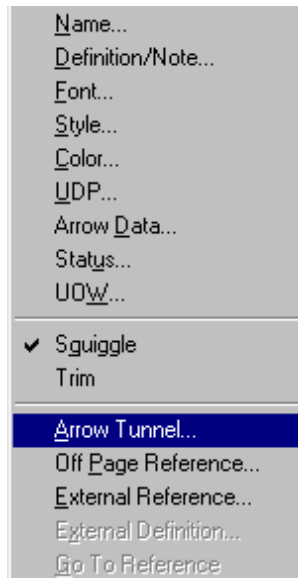 Name...
Definition/Note...
Font...
Style...
Color...
UDP...
Arrow Data...
Status...
UOW...
Squiggle
Trim
Arrow Tunnel...
Off Page Reference...
External Reference...
External Definition...
Go To Reference